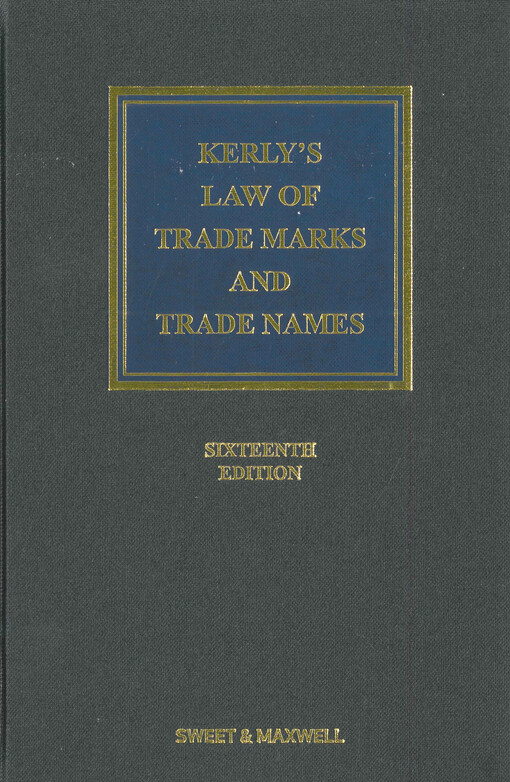 KERLY'S
LAW OF
TRADE MARKS
AND
TRADE NAMES
SIXTEENTH
EDITION
SWEET & MAXWELL